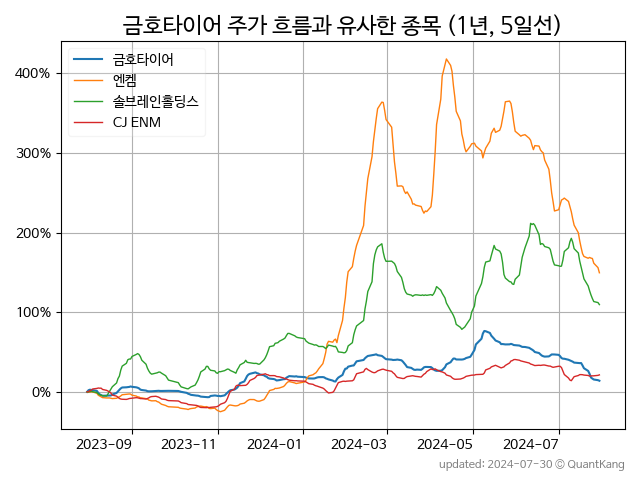 금호타이어 주가 흐름과 유사한 종목 (1년, 5일선)
금호타이어
엔켐
솔브레인홀딩스
CJ ENM
400%
300%
200%
100%
0%
2023-09 2023-11 2024-01 2024-03 2024-05 2024-07
updated: 2024-07-30 © QuantKang